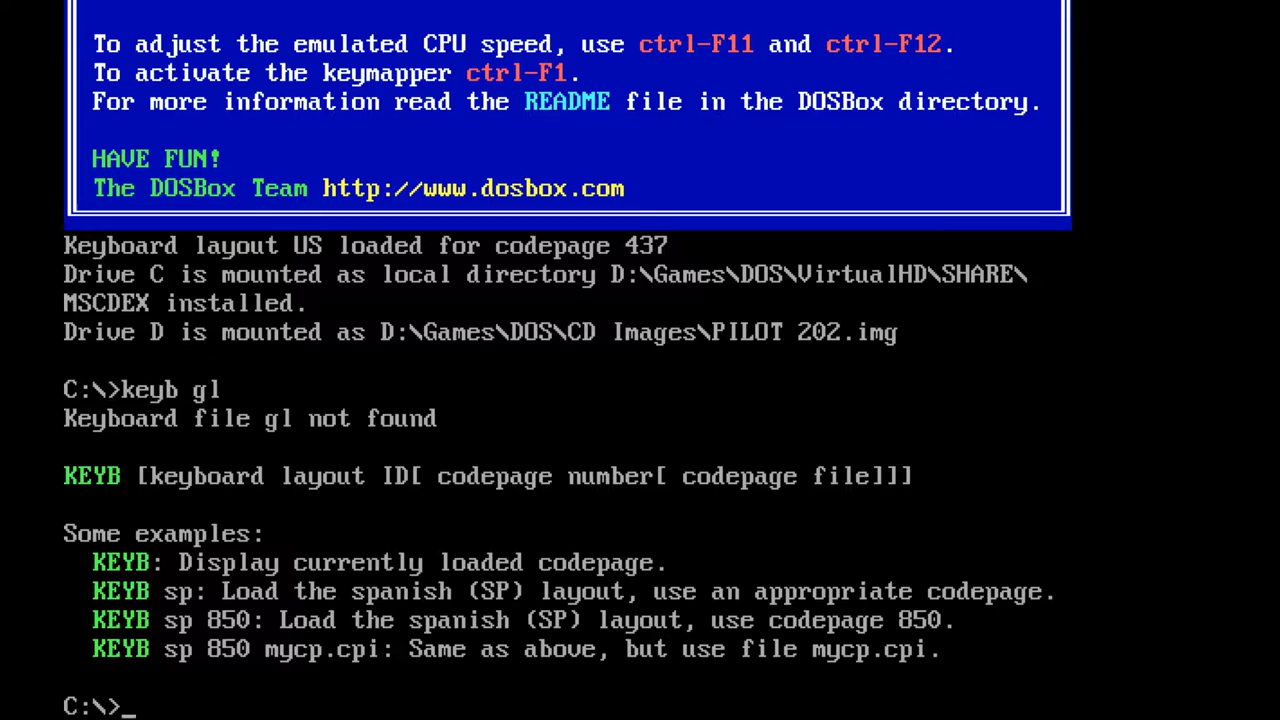 To adjust the emulated CPU speed, use ctrl-F11 and ctrl-F12.
To activate the keymapper ctrl-F1.
For more information read the README file in the DOSBox directory.
HAVE FUN!
The DOSBox Team http://www.dosbox.com
Keyboard layout US loaded for codepage 437
Drive C is mounted as local directory D:\Games\DOS\VirtualHD\SHARE\
MSCDEX installed.
Drive D is mounted as D:\Games\DOS\CD Images\PILOT 202.img
C:\>keyb gl
Keyboard file gl not found
KEYB [keyboard layout ID[ codepage number[ codepage file]]]
Some examples:
KEYB: Display currently loaded codepage.
KEYB sp: Load the spanish (SP) layout, use an appropriate codepage.
KEYB sp 850: Load the spanish (SP) layout, use codepage 850.
KEYB sp 850 mycp.cpi: Same as above, but use file mycp.cpi.
C:\>_